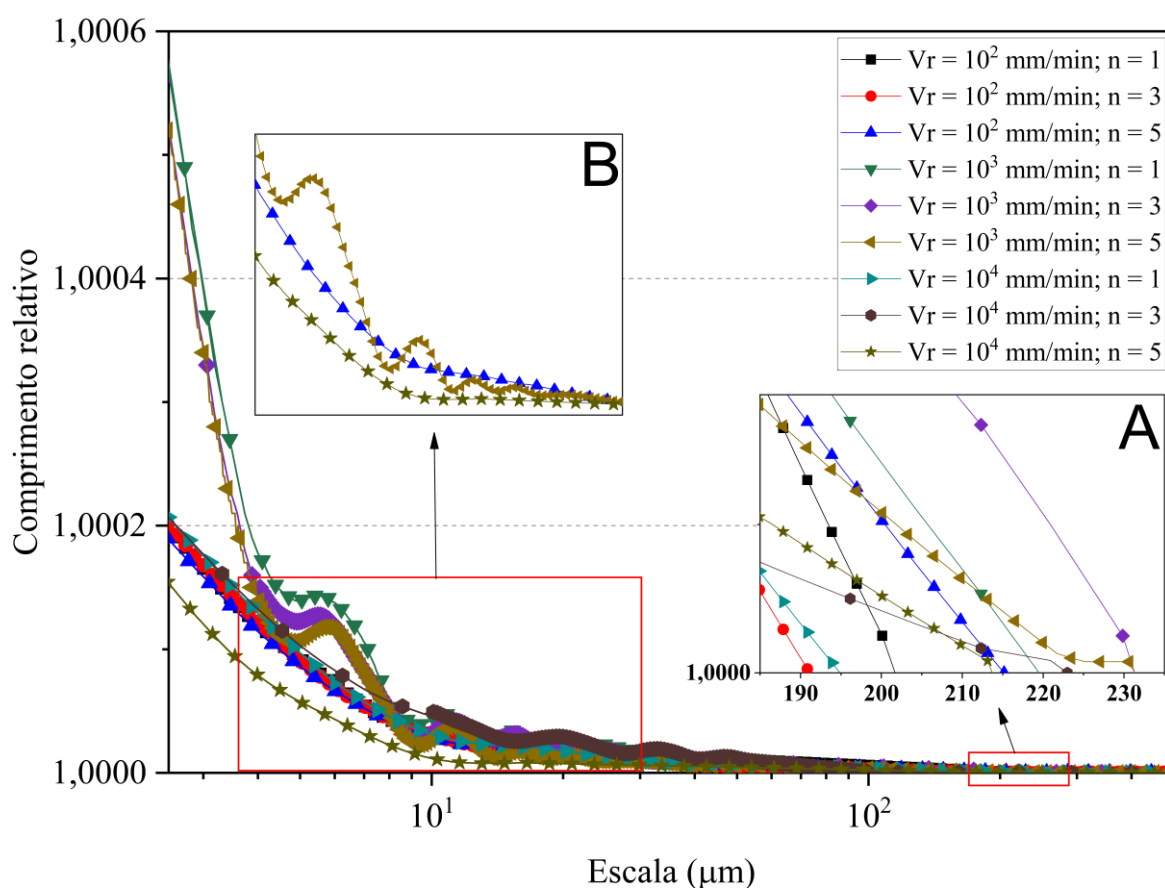 1,0006
1,0004
1,0002
1,0000
Comprimento relativo
B
Vr = 10² mm/min; n = 1
Vr = 10² mm/min; n = 3
Vr = 10² mm/min; n = 5
Vr = 10³ mm/min; n = 1
Vr = 10³ mm/min; n = 3
Vr = 10³ mm/min; n = 5
Vr = 10⁴ mm/min; n = 1
Vr = 10⁴ mm/min; n = 3
Vr = 10⁴ mm/min; n = 5
A
1,0000
190 200 210 220 230
10¹ 10²
Escala (μm)